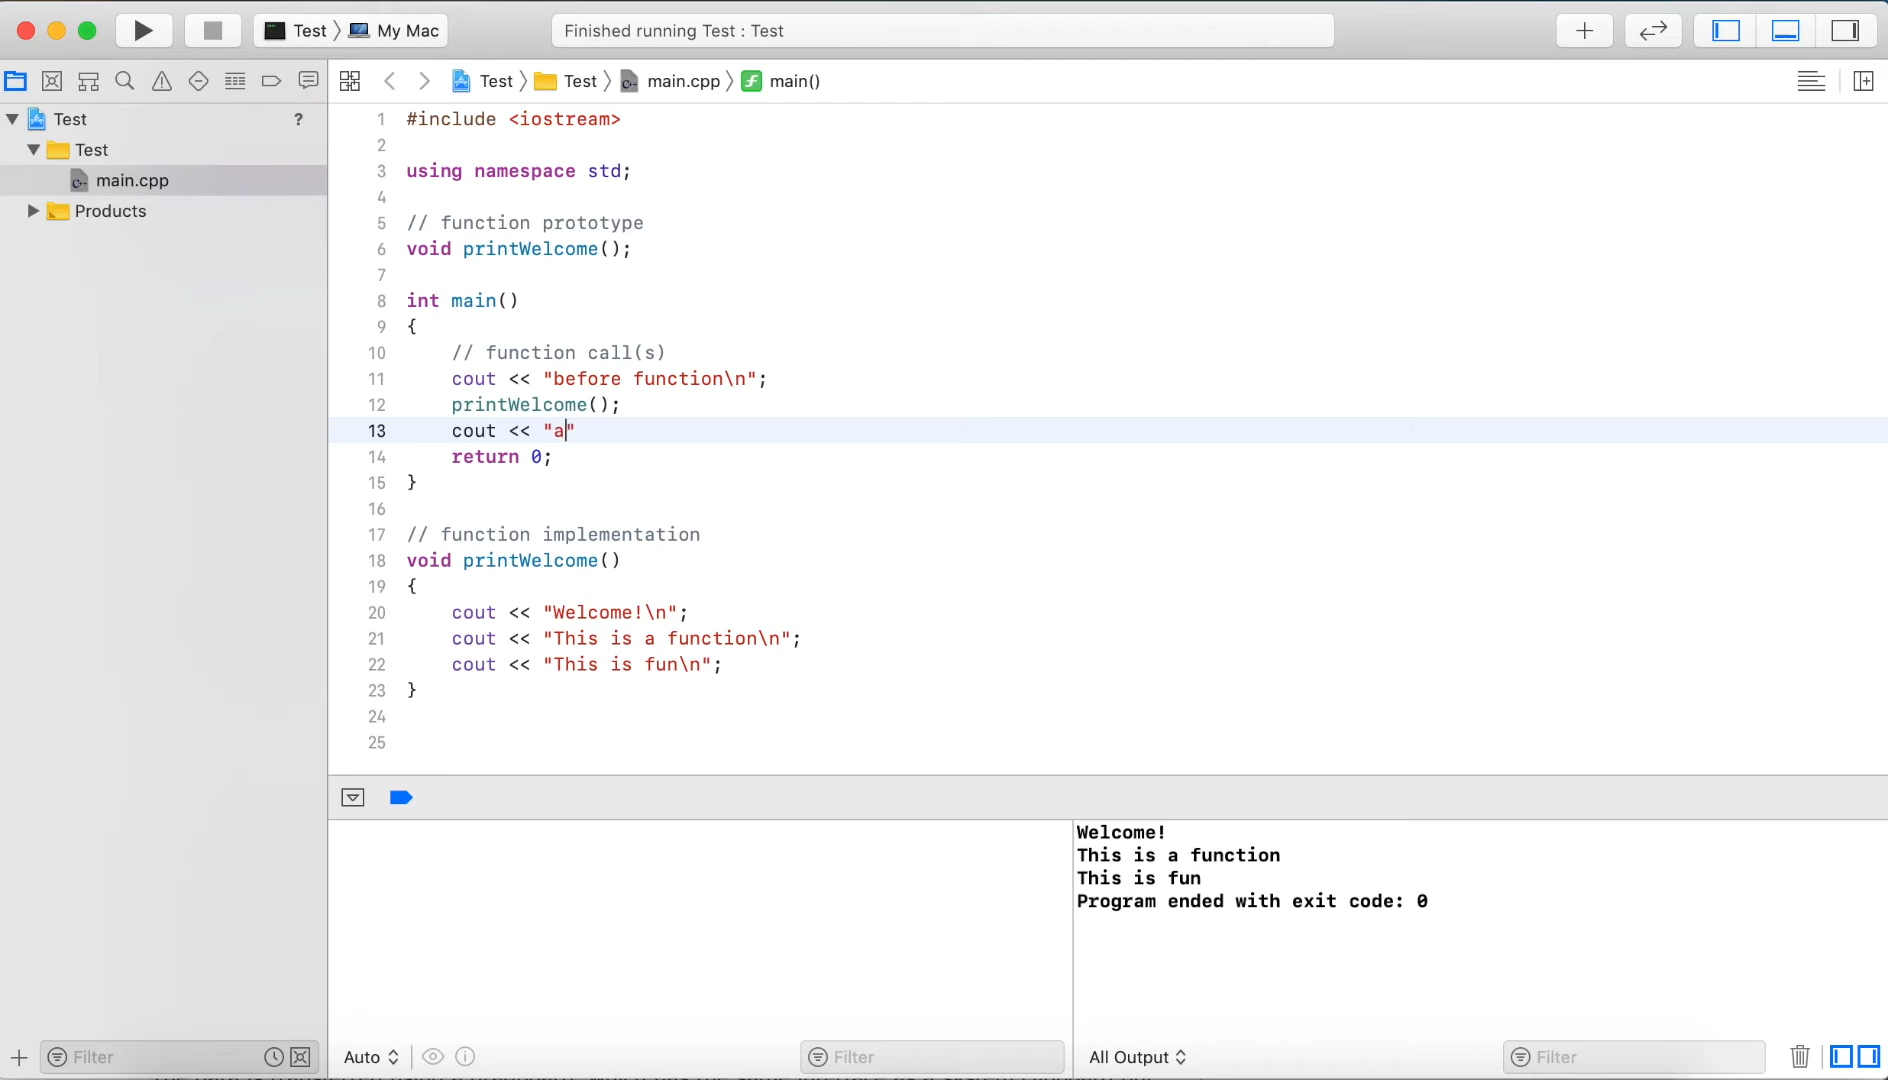 Test My Mac
Finished running Test : Test
Test Test main.cpp main()
Test ?
Test
main.cpp
Products
1 #include <iostream>
2
3 using namespace std;
4
5 // function prototype
6 void printWelcome();
7
8 int main()
9 {
10 // function call(s)
11 cout << "before function\n";
12 printWelcome();
13 cout << "a"
14 return 0;
15 }
16
17 // function implementation
18 void printWelcome()
19 {
20 cout << "Welcome!\n";
21 cout << "This is a function\n";
22 cout << "This is fun\n";
23 }
24
25
Welcome!
This is a function
This is fun
Program ended with exit code: 0
Filter
Auto
Filter
All Output
Filter